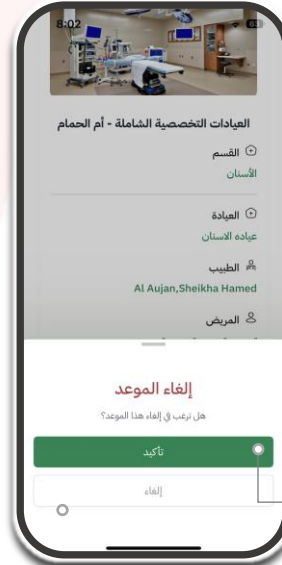 8:02
العيادات التخصصية الشاملة - أم الحمام
القسم
الأسنان
العيادة
عياده الاسنان
الطبيب
Al Aujan,Sheikha Hamed
المريض
إلغاء الموعد
هل ترغب في إلغاء هذا الموعد؟
تأكيد
إلغاء